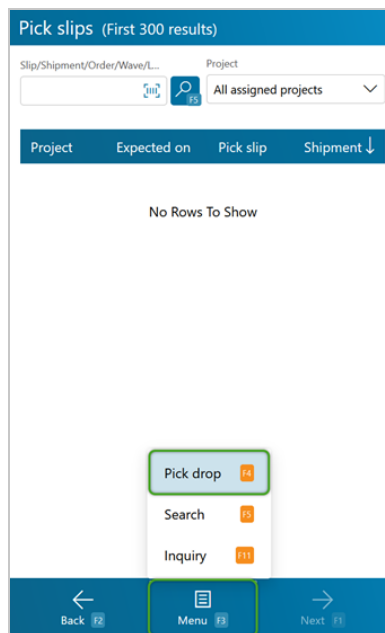 Pick slips (First 300 results)
Slip/Shipment/Order/Wave/L... Project
F5 All assigned projects
Project Expected on Pick slip Shipment
No Rows To Show
Pick drop F4
Search F5
Inquiry F11
Back F2 Menu F3 Next F1